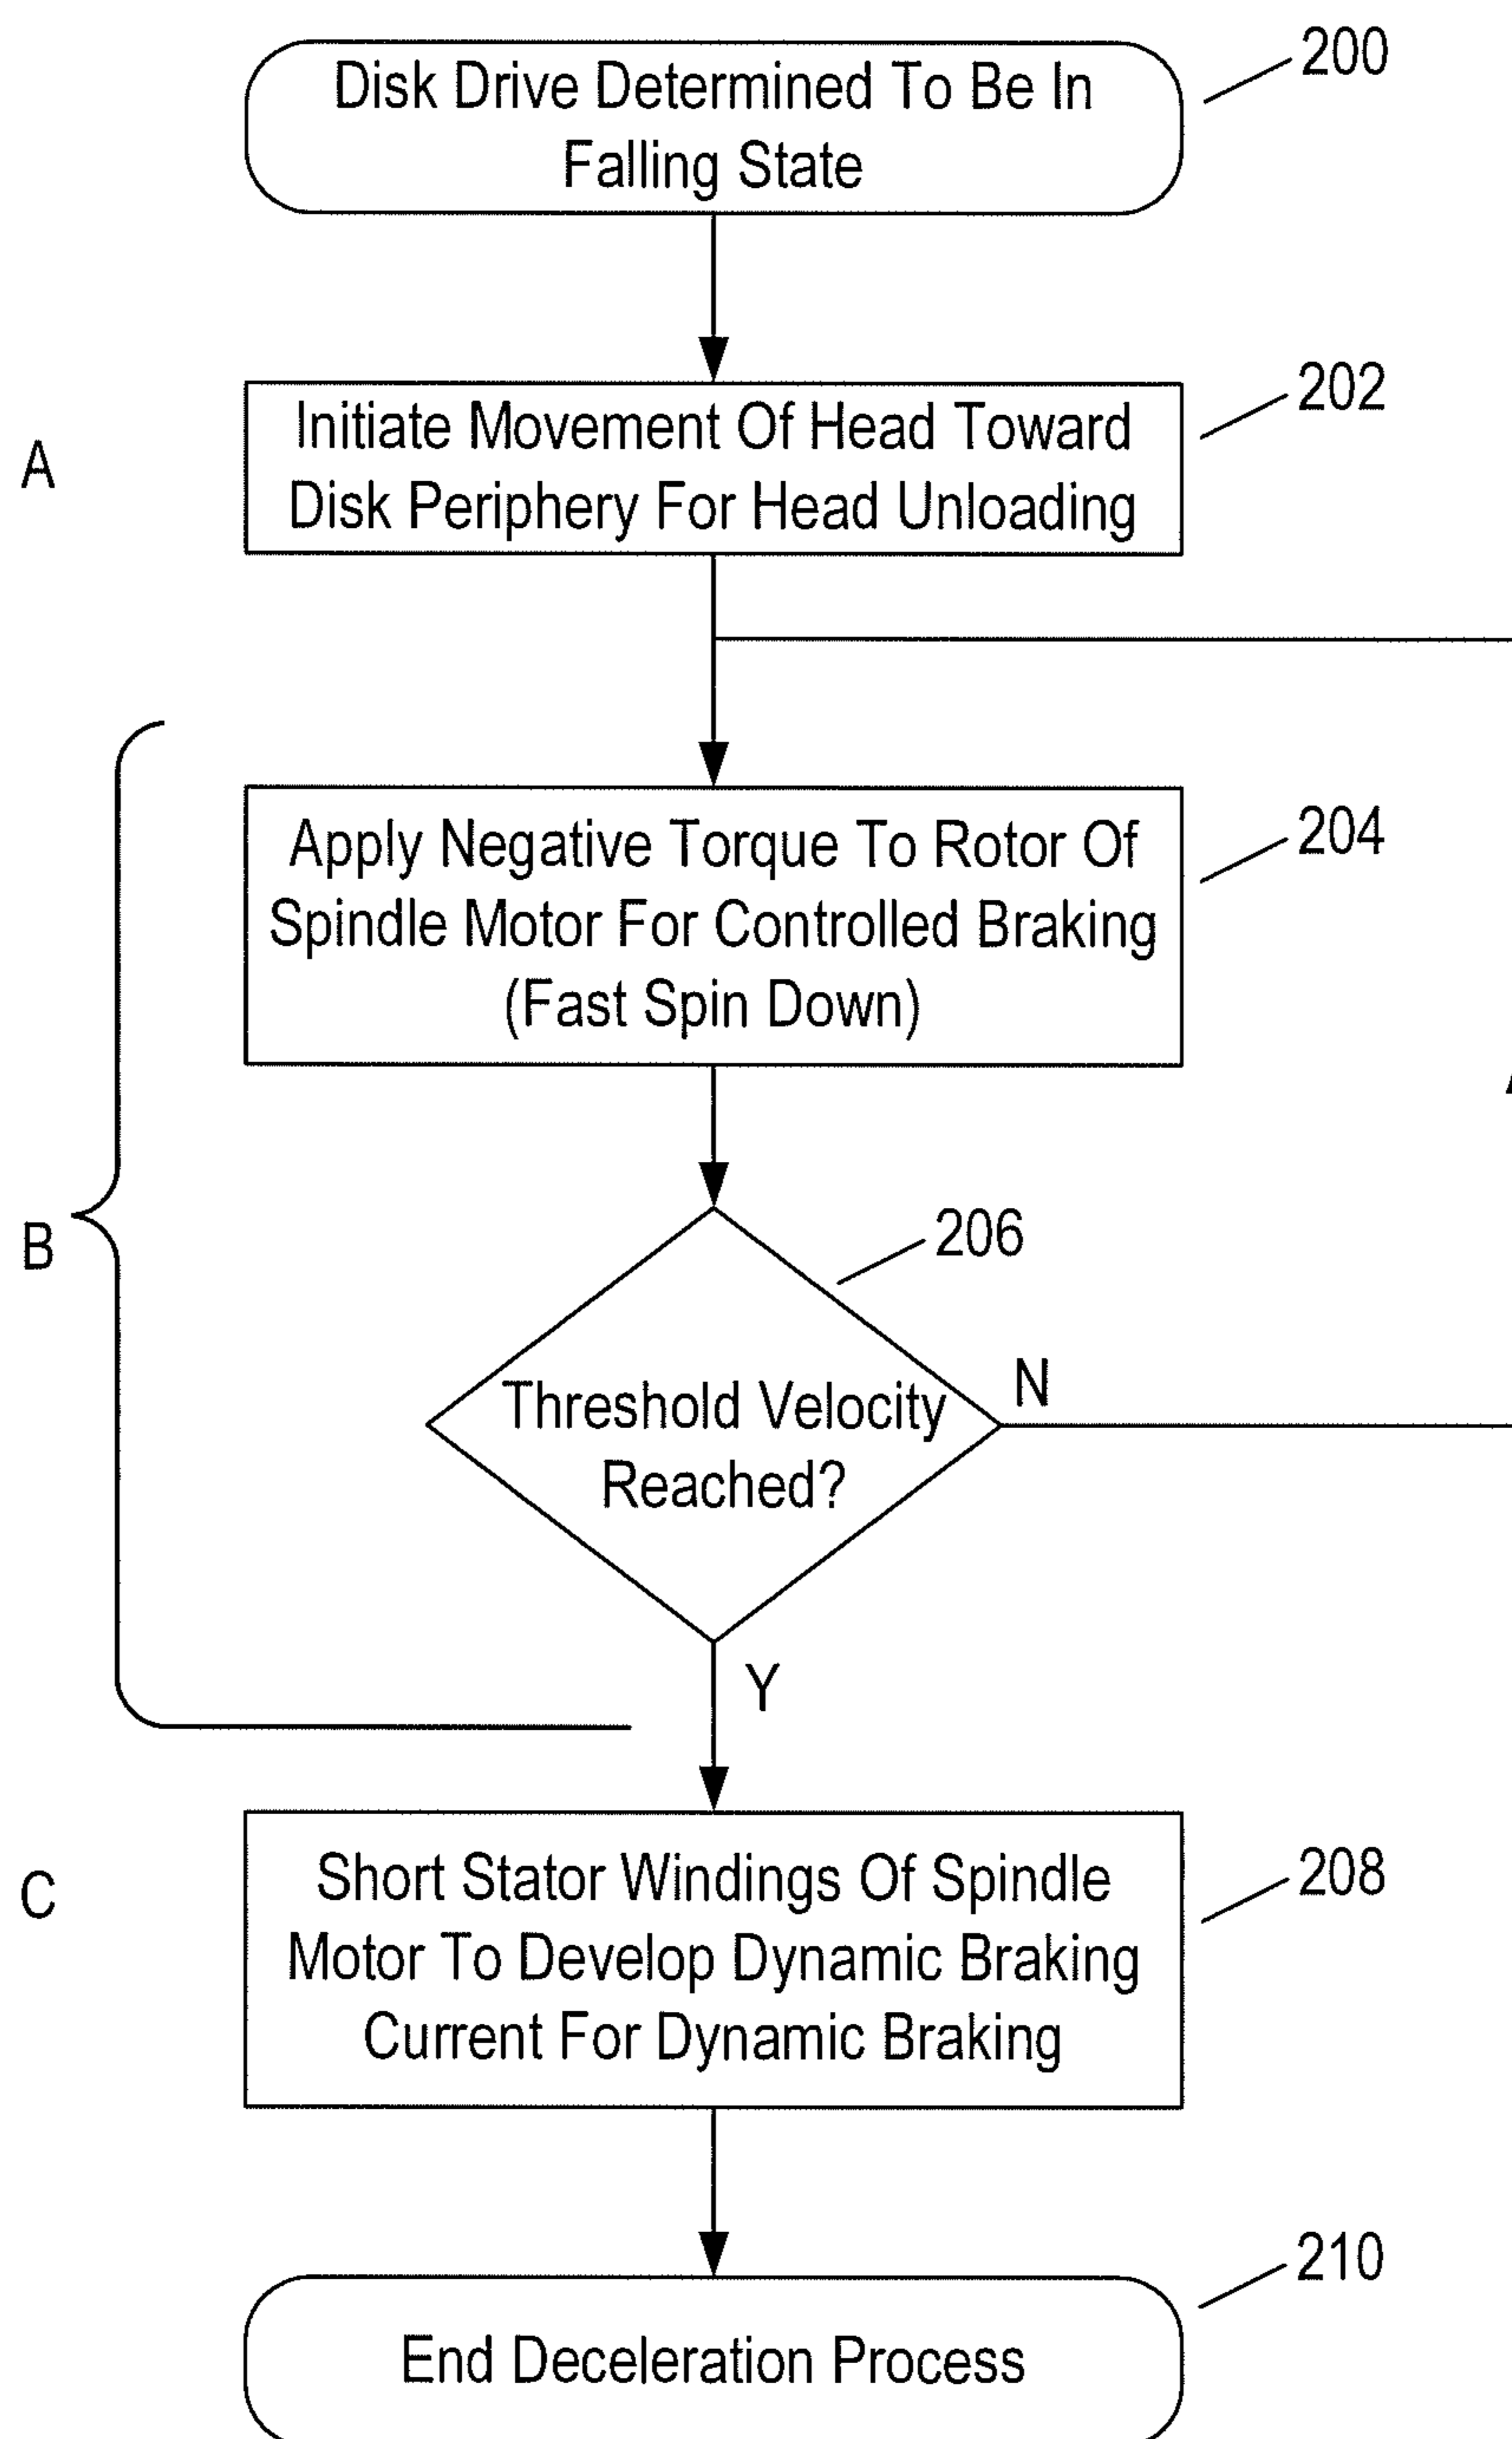 200
Disk Drive Determined To Be In
Falling State
202
A
Initiate Movement Of Head Toward
Disk Periphery For Head Unloading
204
Apply Negative Torque To Rotor Of
Spindle Motor For Controlled Braking
(Fast Spin Down)
B
206
N
Threshold Velocity
Reached?
Y
208
C
Short Stator Windings Of Spindle
Motor To Develop Dynamic Braking
Current For Dynamic Braking
210
End Deceleration Process